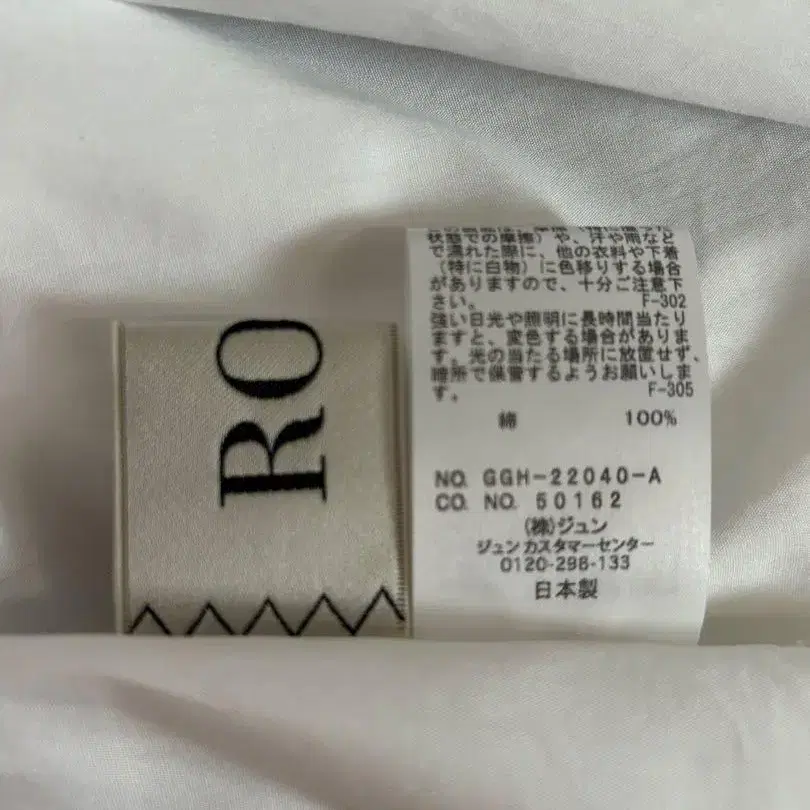 RO
状態での摩擦）や、汗や雨など
で濡れた際に、他の衣料や下着
（特に白物）に色移りする場合
がありますので、十分ご注意下
さい。 F-302
強い日光や照明に長時間当たり
ますと、変色する場合がありま
す。光の当たる場所に放置せず、
暗所で保管するようお願いしま
す。 F-305
綿 100%
NO. GGH-22040-A
CO. NO. 50162
(株)ジュン
ジュン カスタマーセンター
0120-298-133
日本製